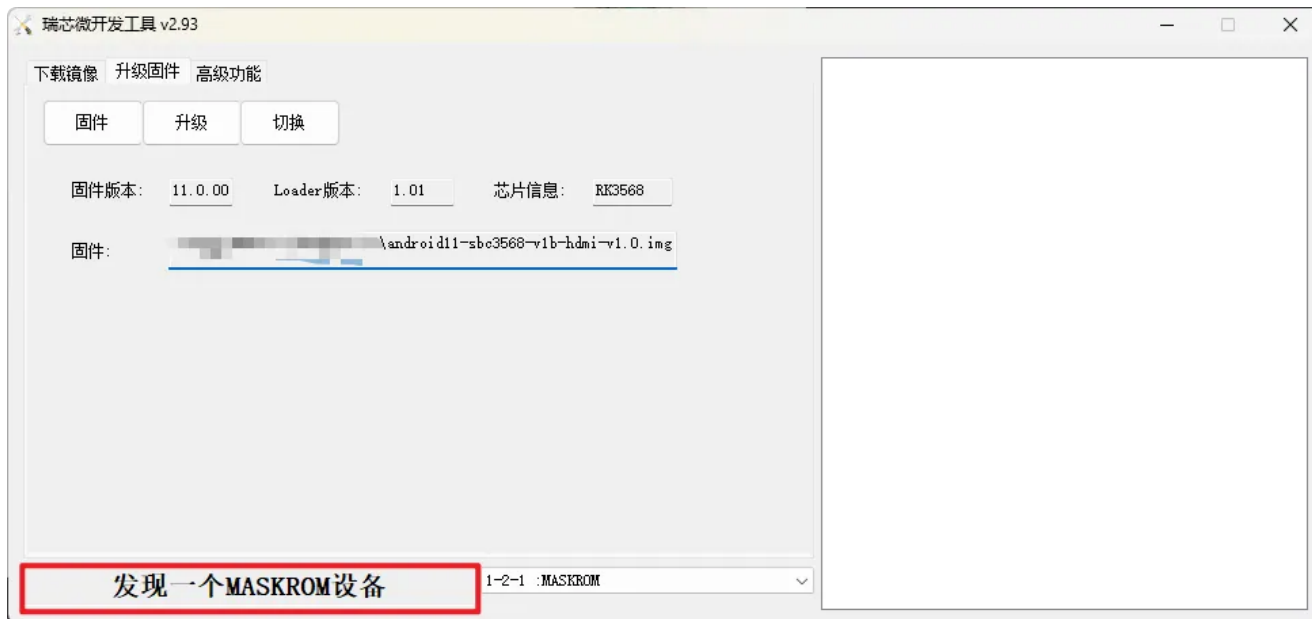 瑞芯微开发工具 v2.93
下载镜像 升级固件 高级功能
固件 升级 切换
固件版本: 11.0.00 Loader版本: 1.01 芯片信息: RK3568
固件: \android11-sbc3568-v1b-hdmi-v1.0.img
发现一个MASKROM设备 1-2-1 :MASKROM